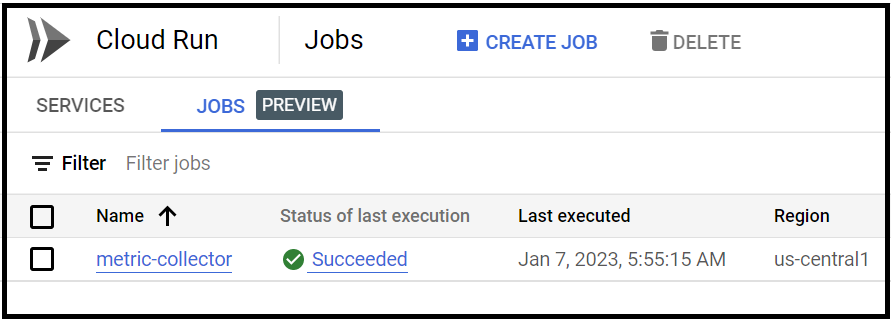 Cloud Run Jobs CREATE JOB DELETE
SERVICES JOBS PREVIEW
Filter Filter jobs
Name Status of last execution Last executed Region
metric-collector Succeeded Jan 7, 2023, 5:55:15 AM us-central1